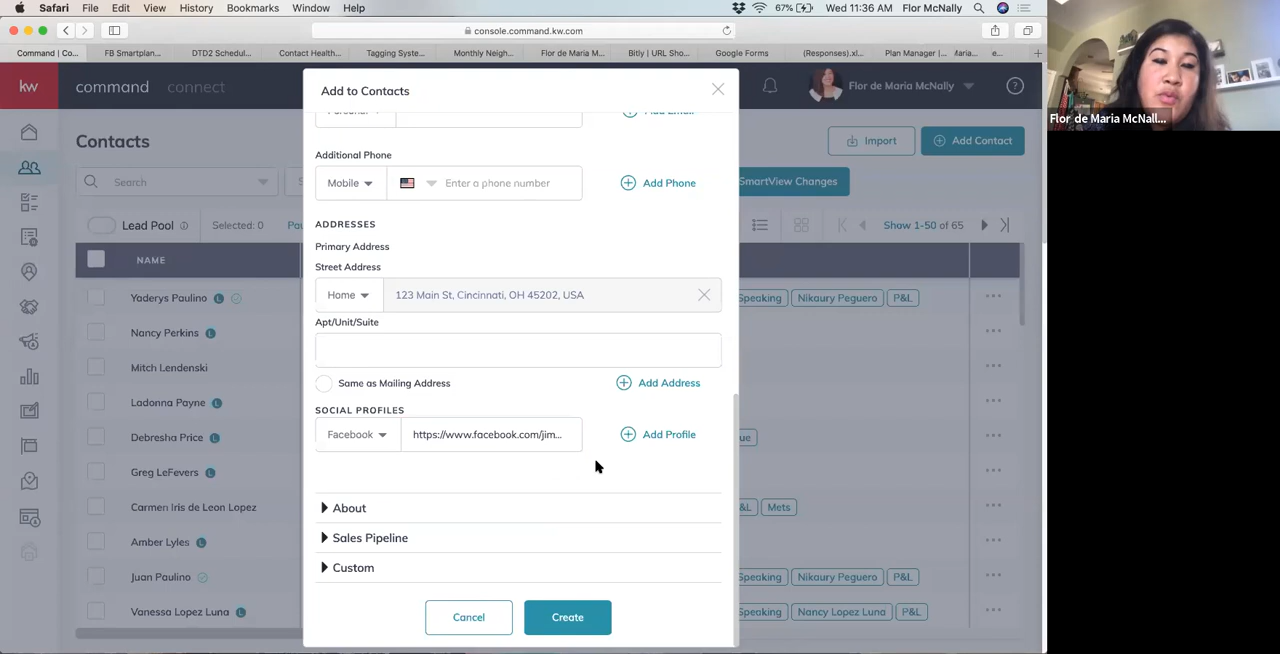 Safari File Edit View History Bookmarks Window Help 67% Wed 11:36 AM Flor McNally
console.command.kw.com
Command | Co... FB Smartplan... DTD2 Schedul... Contact Health... Tagging Syste... Monthly Neigh... Flor de Maria M... Bitly | URL Sho... Google Forms (Responses).xl... Plan Manager |...
kw command connect Flor de Maria McNally
Add to Contacts
Contacts Import Add Contact
Additional Phone
Search SmartView Changes
Mobile Enter a phone number Add Phone
Lead Pool Selected: 0 Show 1-50 of 65
ADDRESSES
Primary Address
NAME
Street Address
Home 123 Main St, Cincinnati, OH 45202, USA
Yaderys Paulino L Speaking Nikaury Peguero P&L
Apt/Unit/Suite
Nancy Perkins L
Mitch Lendenski
Same as Mailing Address Add Address
Ladonna Payne L
SOCIAL PROFILES
Facebook https://www.facebook.com/jim... Add Profile
Debresha Price L
Greg LeFevers L
About
Carmen Iris de Leon Lopez Mets
Sales Pipeline
Amber Lyles L
Custom
Juan Paulino Speaking Nikaury Peguero P&L
Vanessa Lopez Luna L Speaking Nancy Lopez Luna P&L
Cancel Create
Flor de Maria McNall...